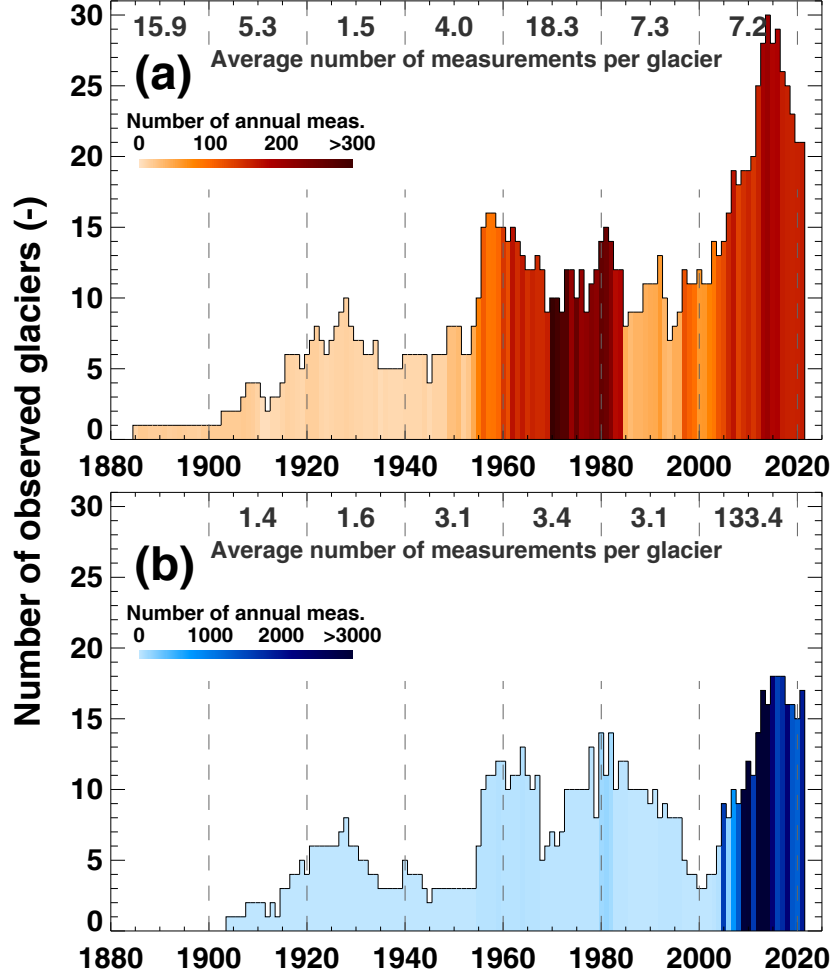 Number of observed glaciers (-)
30
25
20
15
10
5
0
15.9 5.3 1.5 4.0 18.3 7.3 7.2
Average number of measurements per glacier
(a)
Number of annual meas.
0 100 200 >300
1880 1900 1920 1940 1960 1980 2000 2020
30
20
15
10
5
0
1.4 1.6 3.1 3.4 3.1 133.4
Average number of measurements per glacier
(b)
Number of annual meas.
0 1000 2000 >3000
25
1880 1900 1920 1940 1960 1980 2000 2020